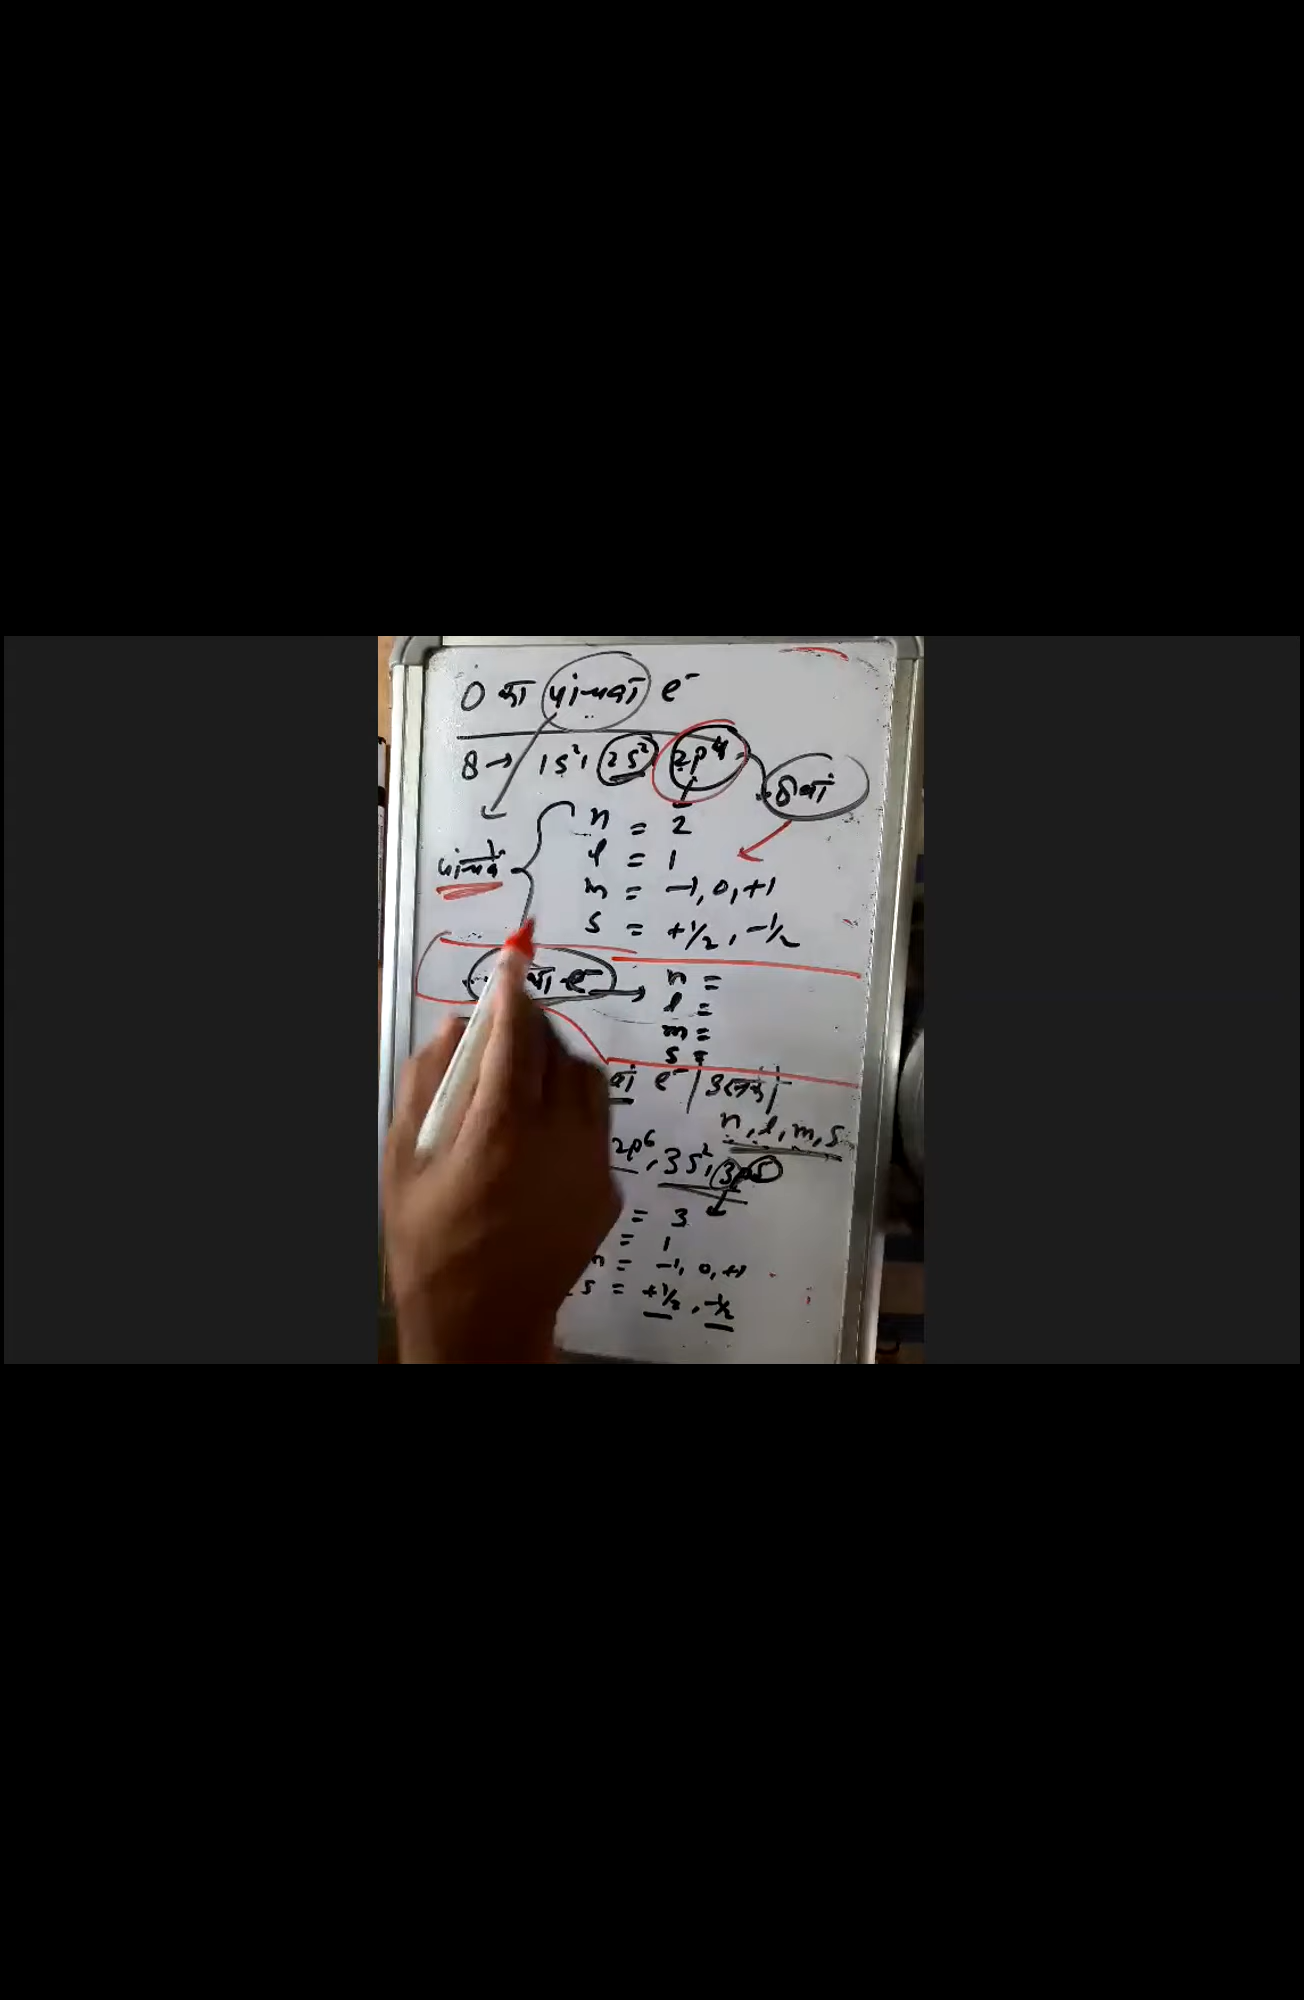 O का पांचवां e⁻
8 → 1s², 2s² 2p⁴
8वां
n = 2
l = 1
पांचवां
m = -1, 0, +1
s = +1/2, -1/2
वां e⁻ → n =
l =
m =
s =
वां e⁻ | अंतिम
n, l, m, s
2p⁶, 3s², 3p⁵
= 3
= 1
m = -1, 0, +1
s = +1/2, -1/2